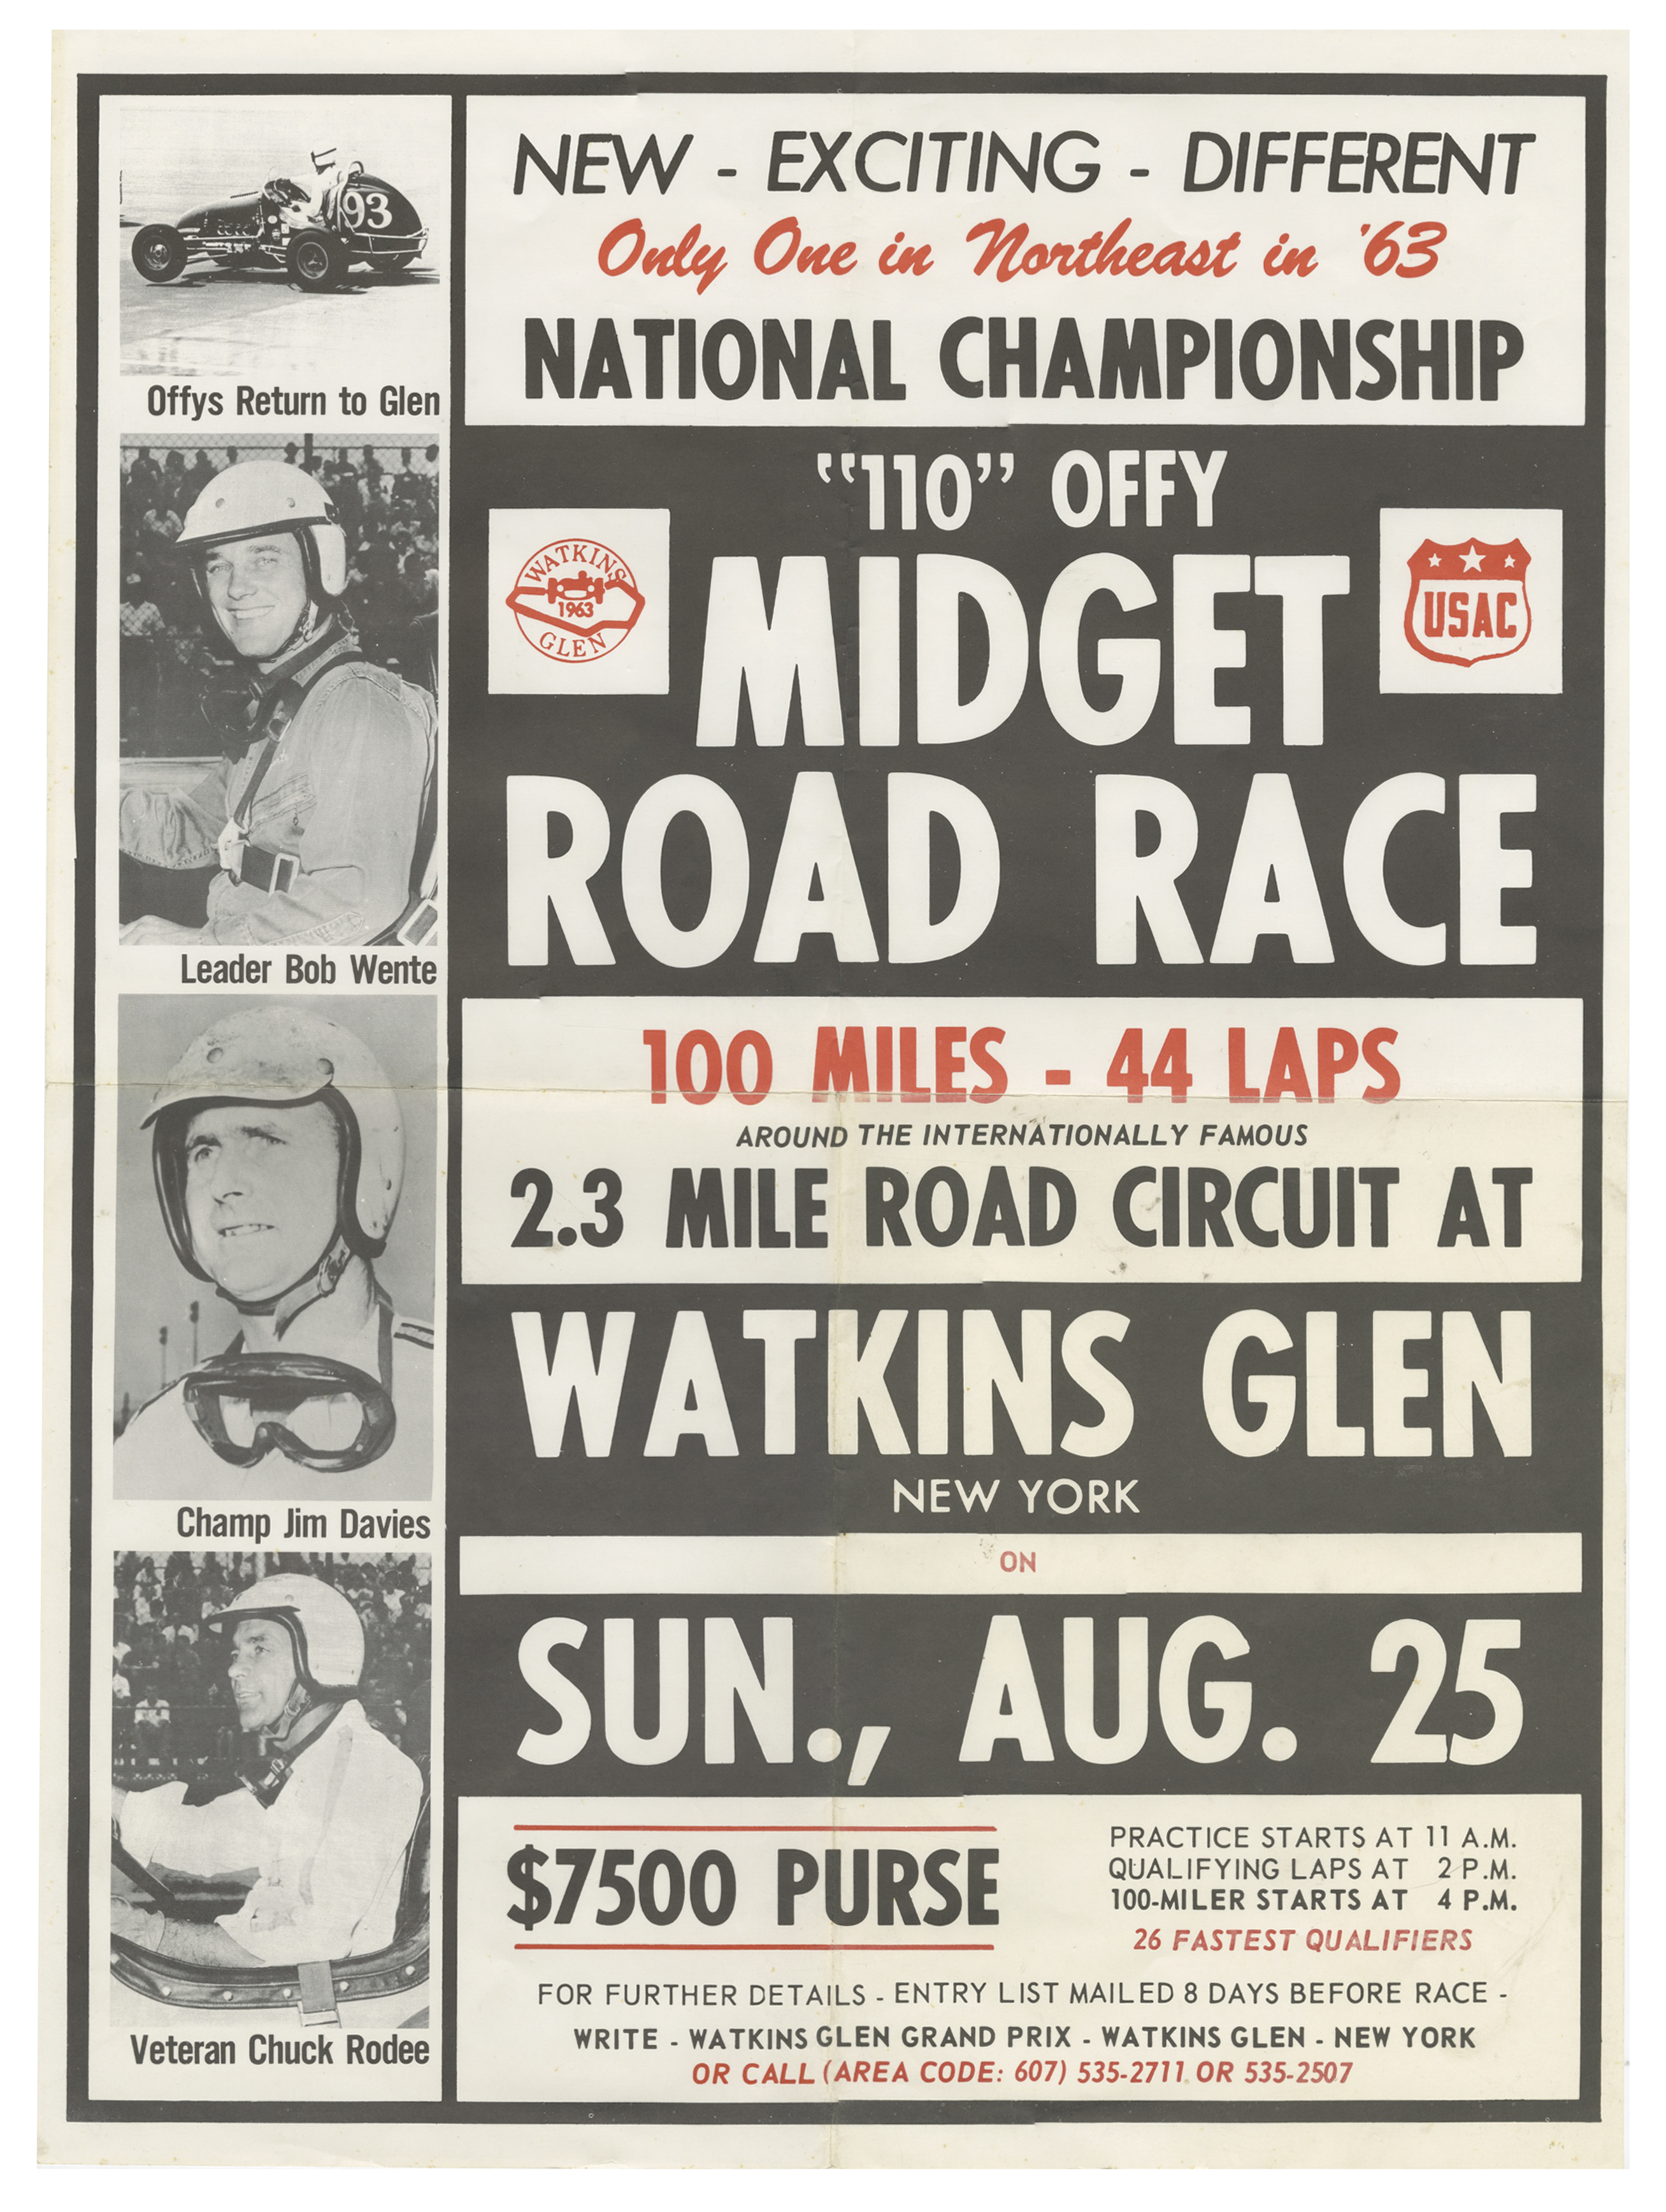 93
Offys Return to Glen
Leader Bob Wente
Champ Jim Davies
Veteran Chuck Rodee
NEW - EXCITING - DIFFERENT
Only One in Northeast in '63
NATIONAL CHAMPIONSHIP
"110" OFFY
WATKINS
1963
GLEN
USAC
MIDGET
ROAD RACE
100 MILES - 44 LAPS
AROUND THE INTERNATIONALLY FAMOUS
2.3 MILE ROAD CIRCUIT AT
WATKINS GLEN
NEW YORK
ON
SUN., AUG. 25
$7500 PURSE
PRACTICE STARTS AT 11 A.M.
QUALIFYING LAPS AT 2 P.M.
100-MILER STARTS AT 4 P.M.
26 FASTEST QUALIFIERS
FOR FURTHER DETAILS - ENTRY LIST MAILED 8 DAYS BEFORE RACE -
WRITE - WATKINS GLEN GRAND PRIX - WATKINS GLEN - NEW YORK
OR CALL (AREA CODE: 607) 535-2711 OR 535-2507